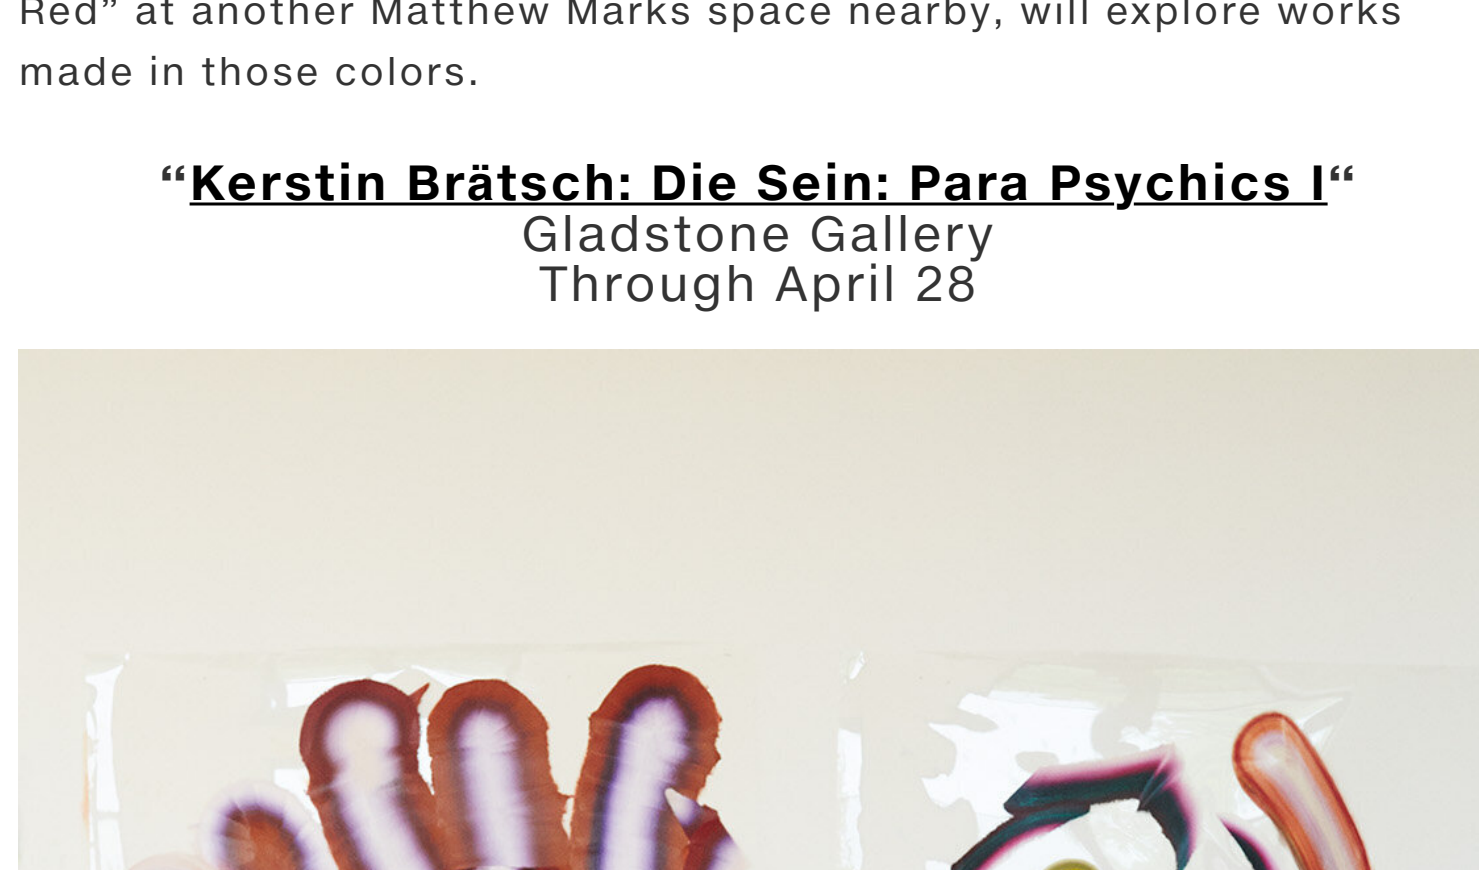 Red” at another Matthew Marks space nearby, will explore works
made in those colors.
“Kerstin Brätsch: Die Sein: Para Psychics I“
Gladstone Gallery
Through April 28